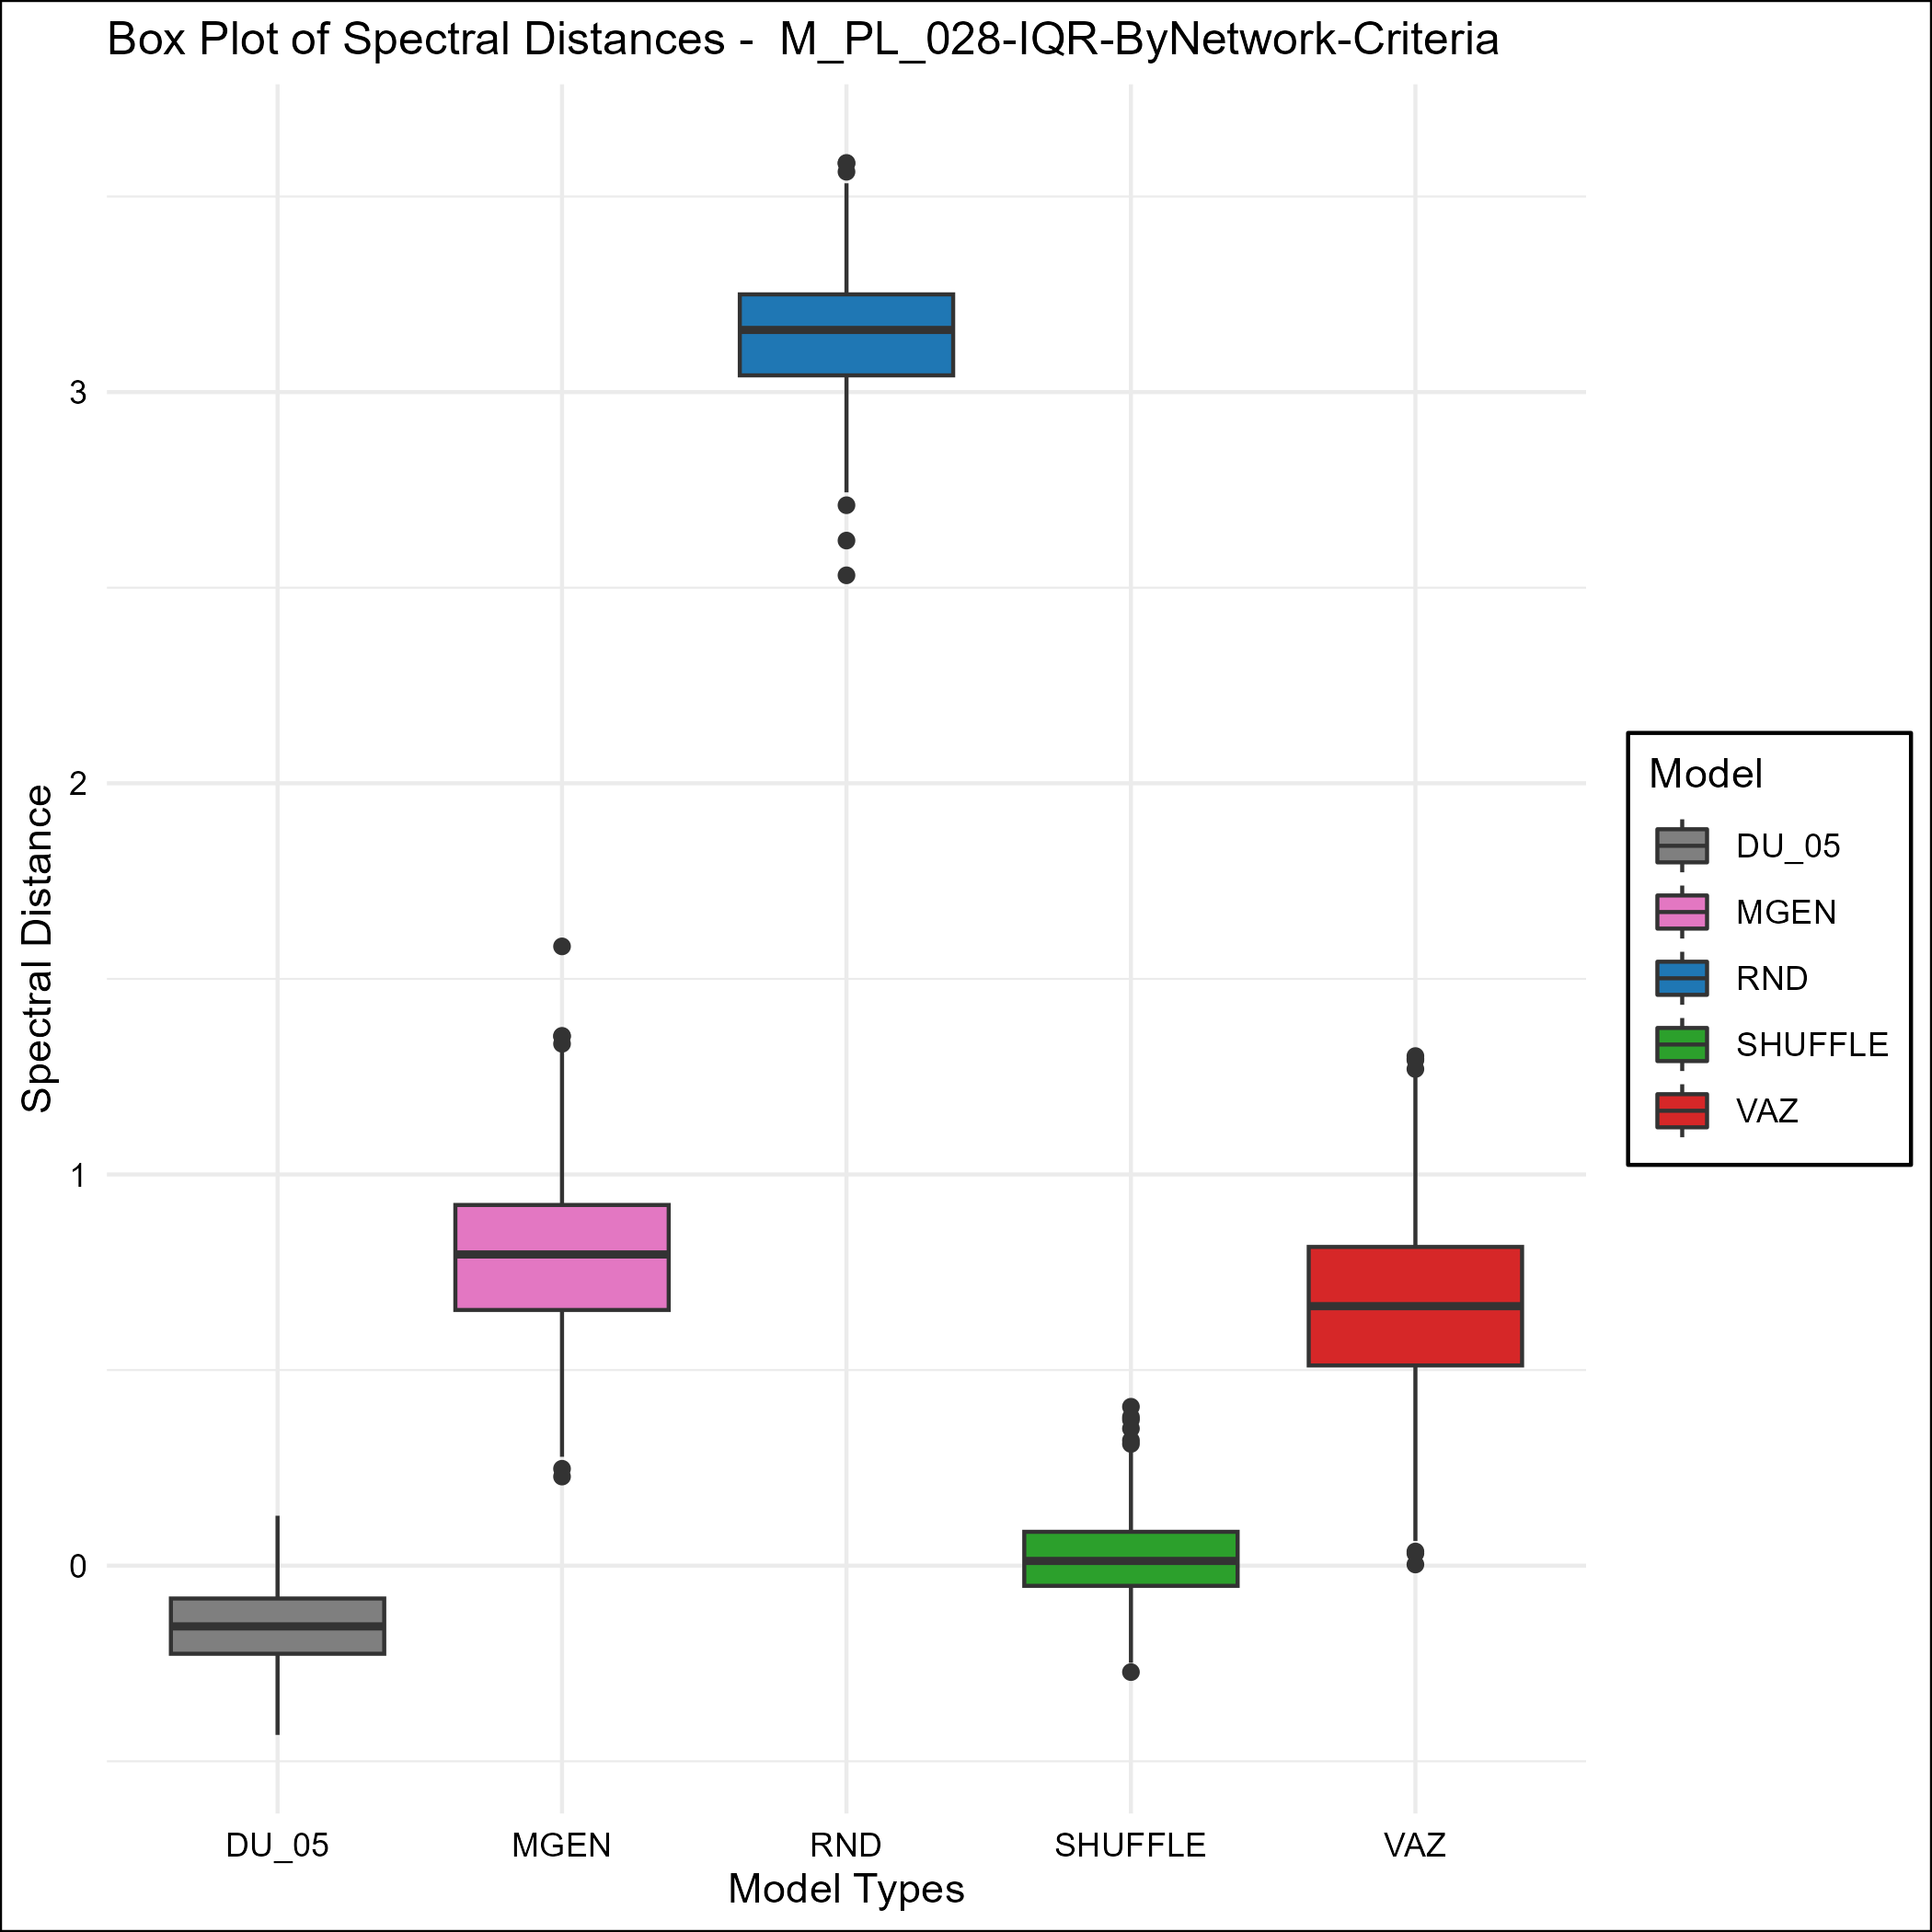 Box Plot of Spectral Distances -  M_PL_028-IQR-ByNetwork-Criteria
Spectral Distance
3
2
1
0
DU_05
MGEN
RND
SHUFFLE
VAZ
Model Types
Model
DU_05
MGEN
RND
SHUFFLE
VAZ